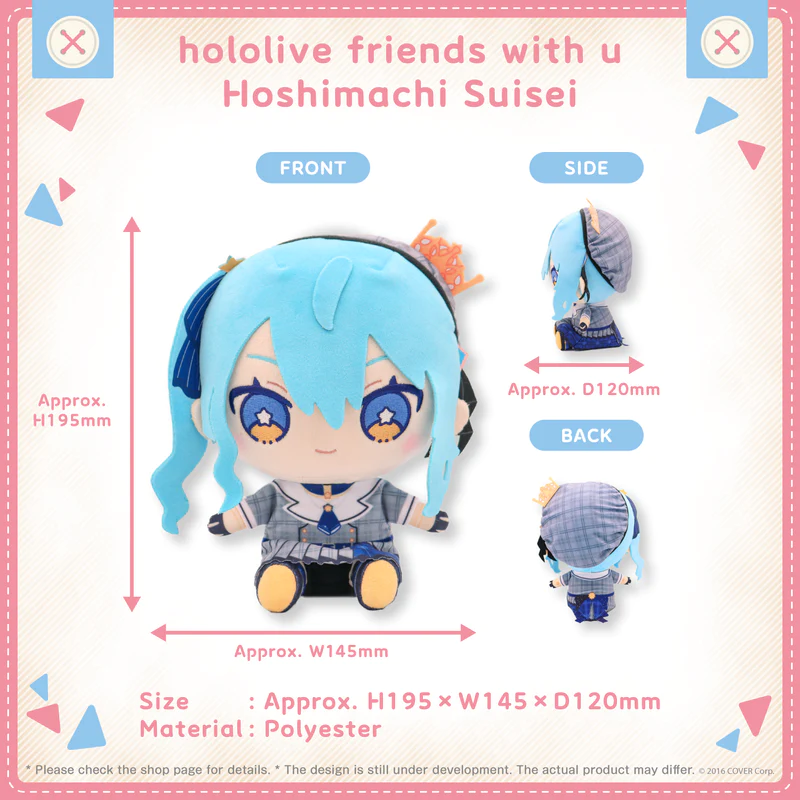 hololive friends with u
Hoshimachi Suisei
FRONT
SIDE
Approx.
H195mm
Approx. D120mm
BACK
Approx. W145mm
Size : Approx. H195×W145×D120mm
Material : Polyester
* Please check the shop page for details. * The design is still under development. The actual product may differ. © 2016 COVER Corp.